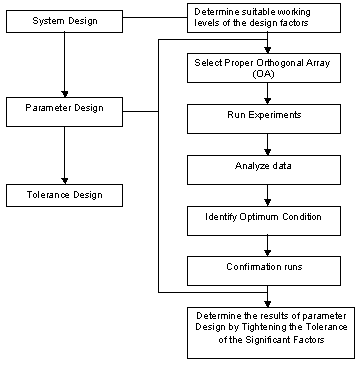 System Design
Determine suitable working
levels of the design factors
Select Proper Orthogonal Array
(OA)
Parameter Design
Run Experiments
Analyze data
Tolerance Design
Identify Optimum Condition
Confirmation runs
Determine the results of parameter
Design by Tightening the Tolerance
of the Significant Factors